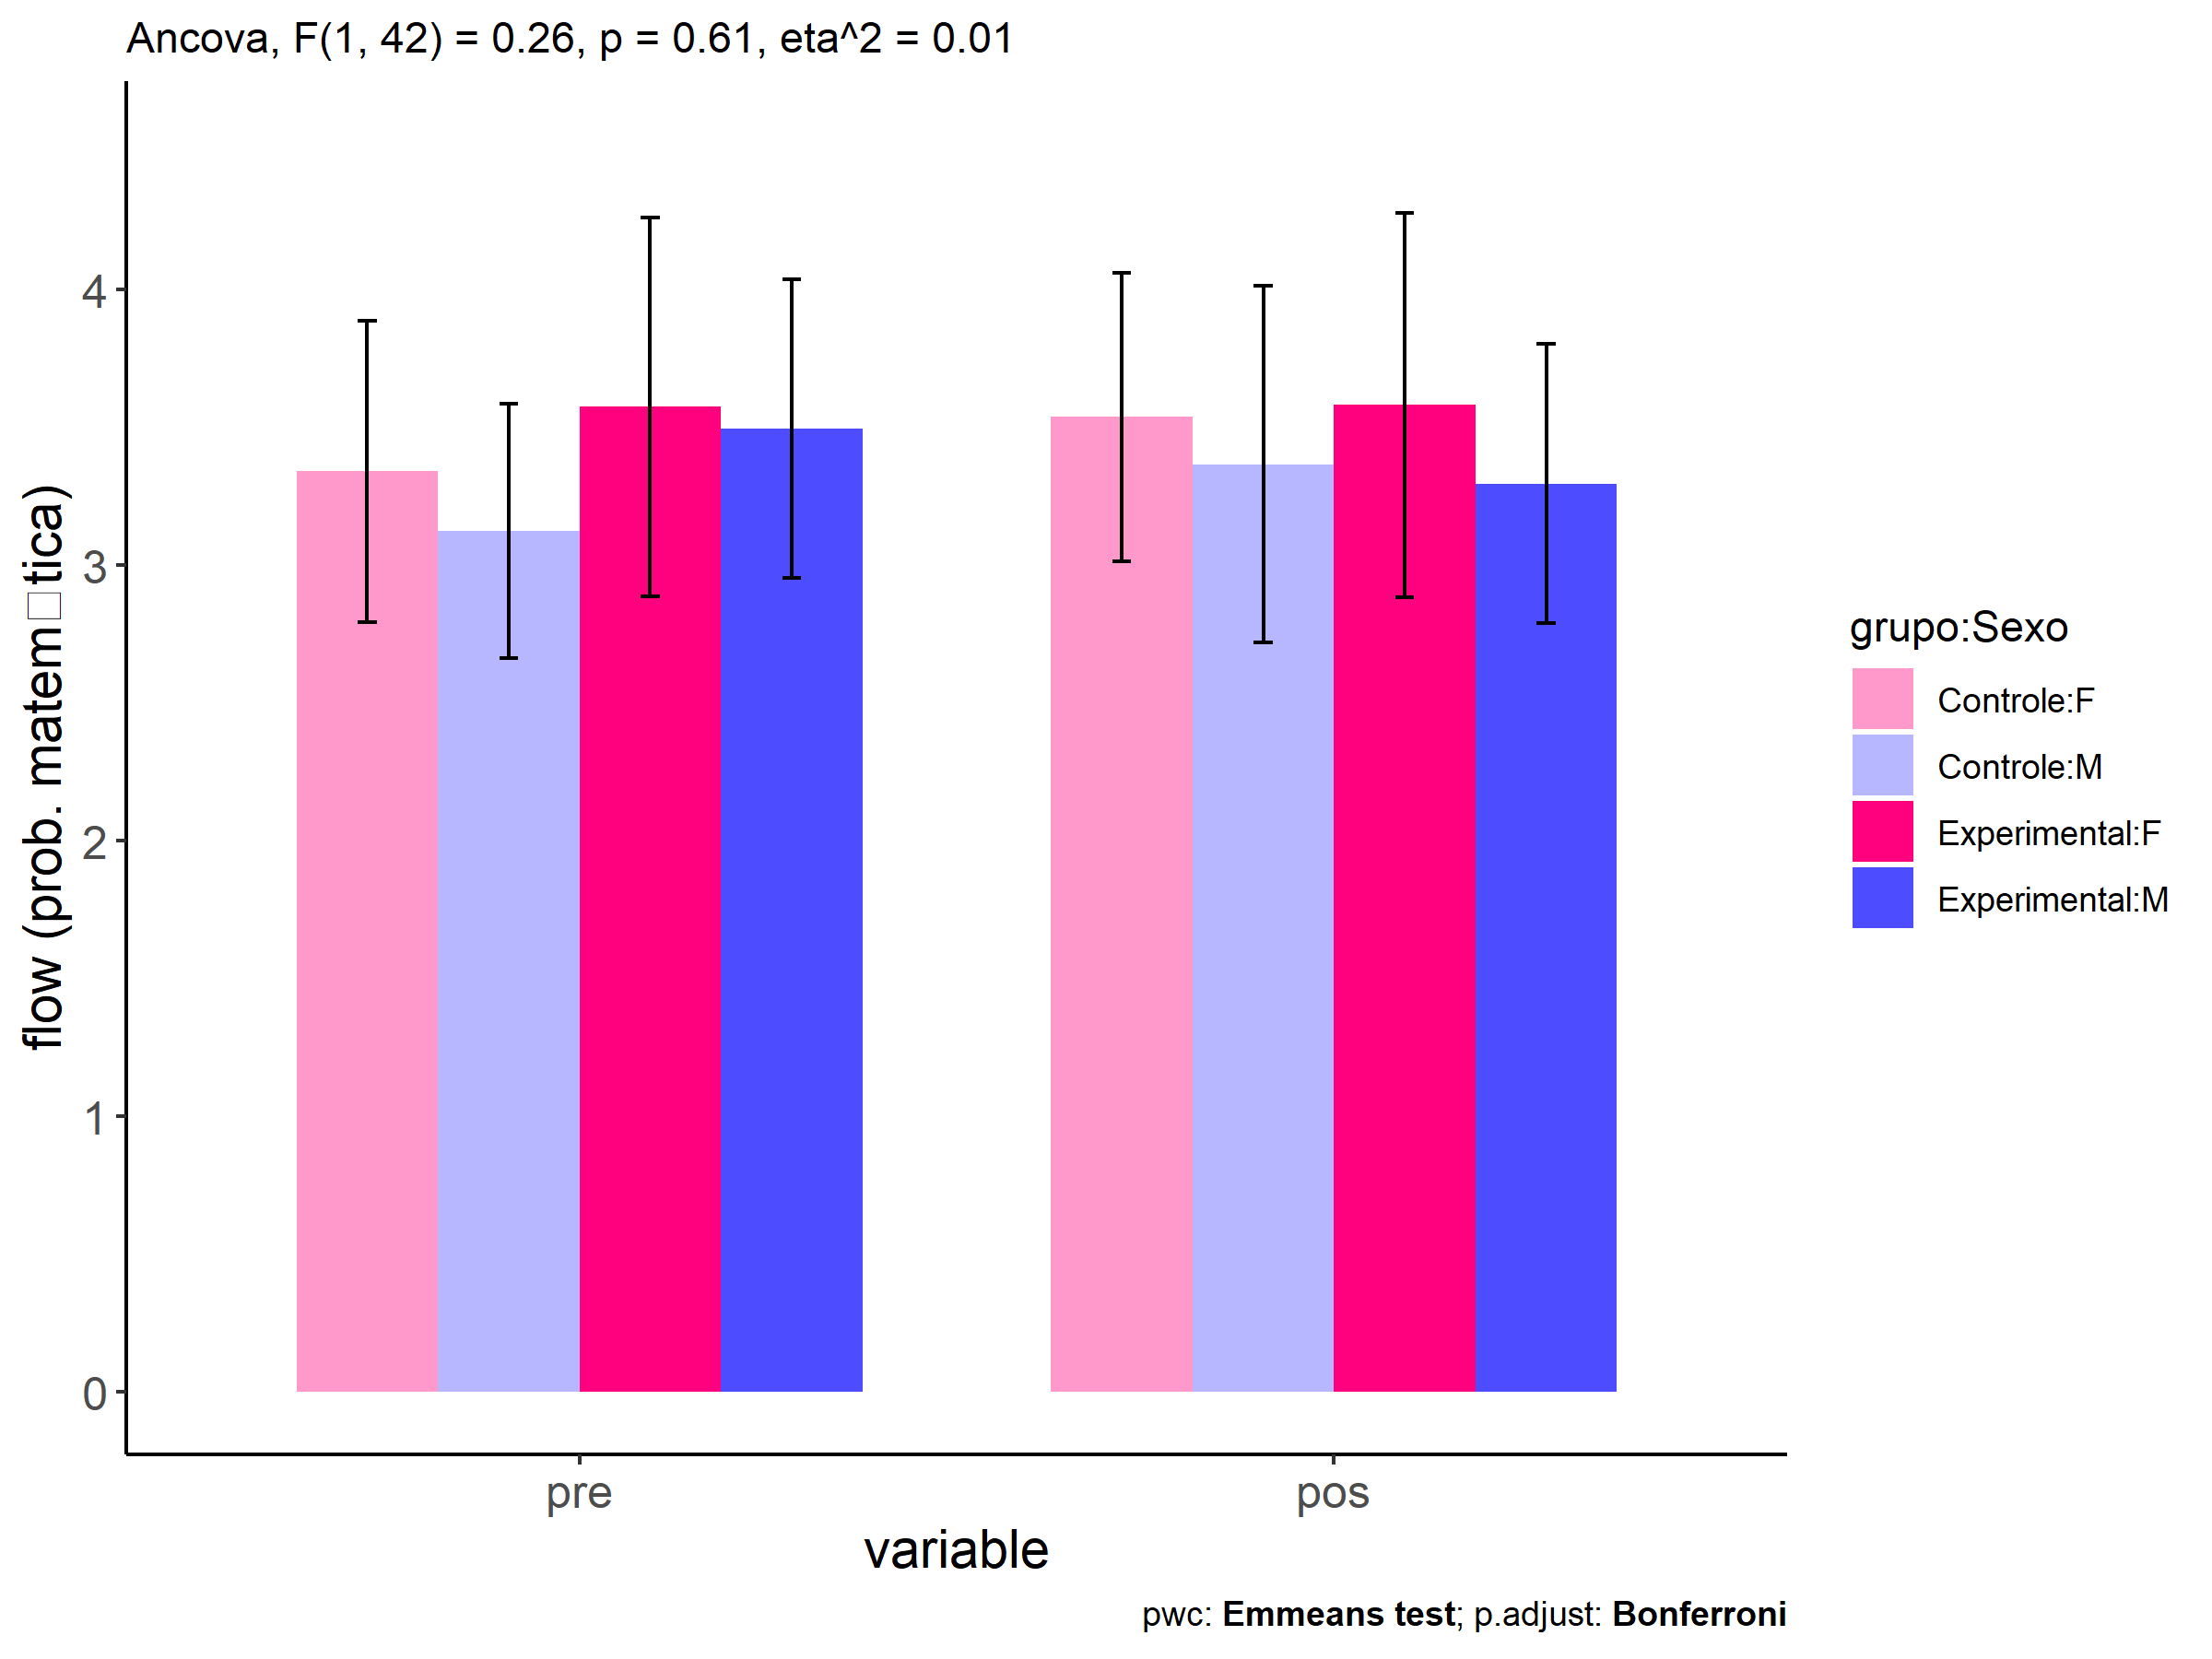 Ancova, F(1, 42) = 0.26, p = 0.61, eta^2 = 0.01
flow (prob. matem□tica)
4
3
2
1
0
pre
pos
variable
grupo:Sexo
Controle:F
Controle:M
Experimental:F
Experimental:M
pwc: Emmeans test; p.adjust: Bonferroni